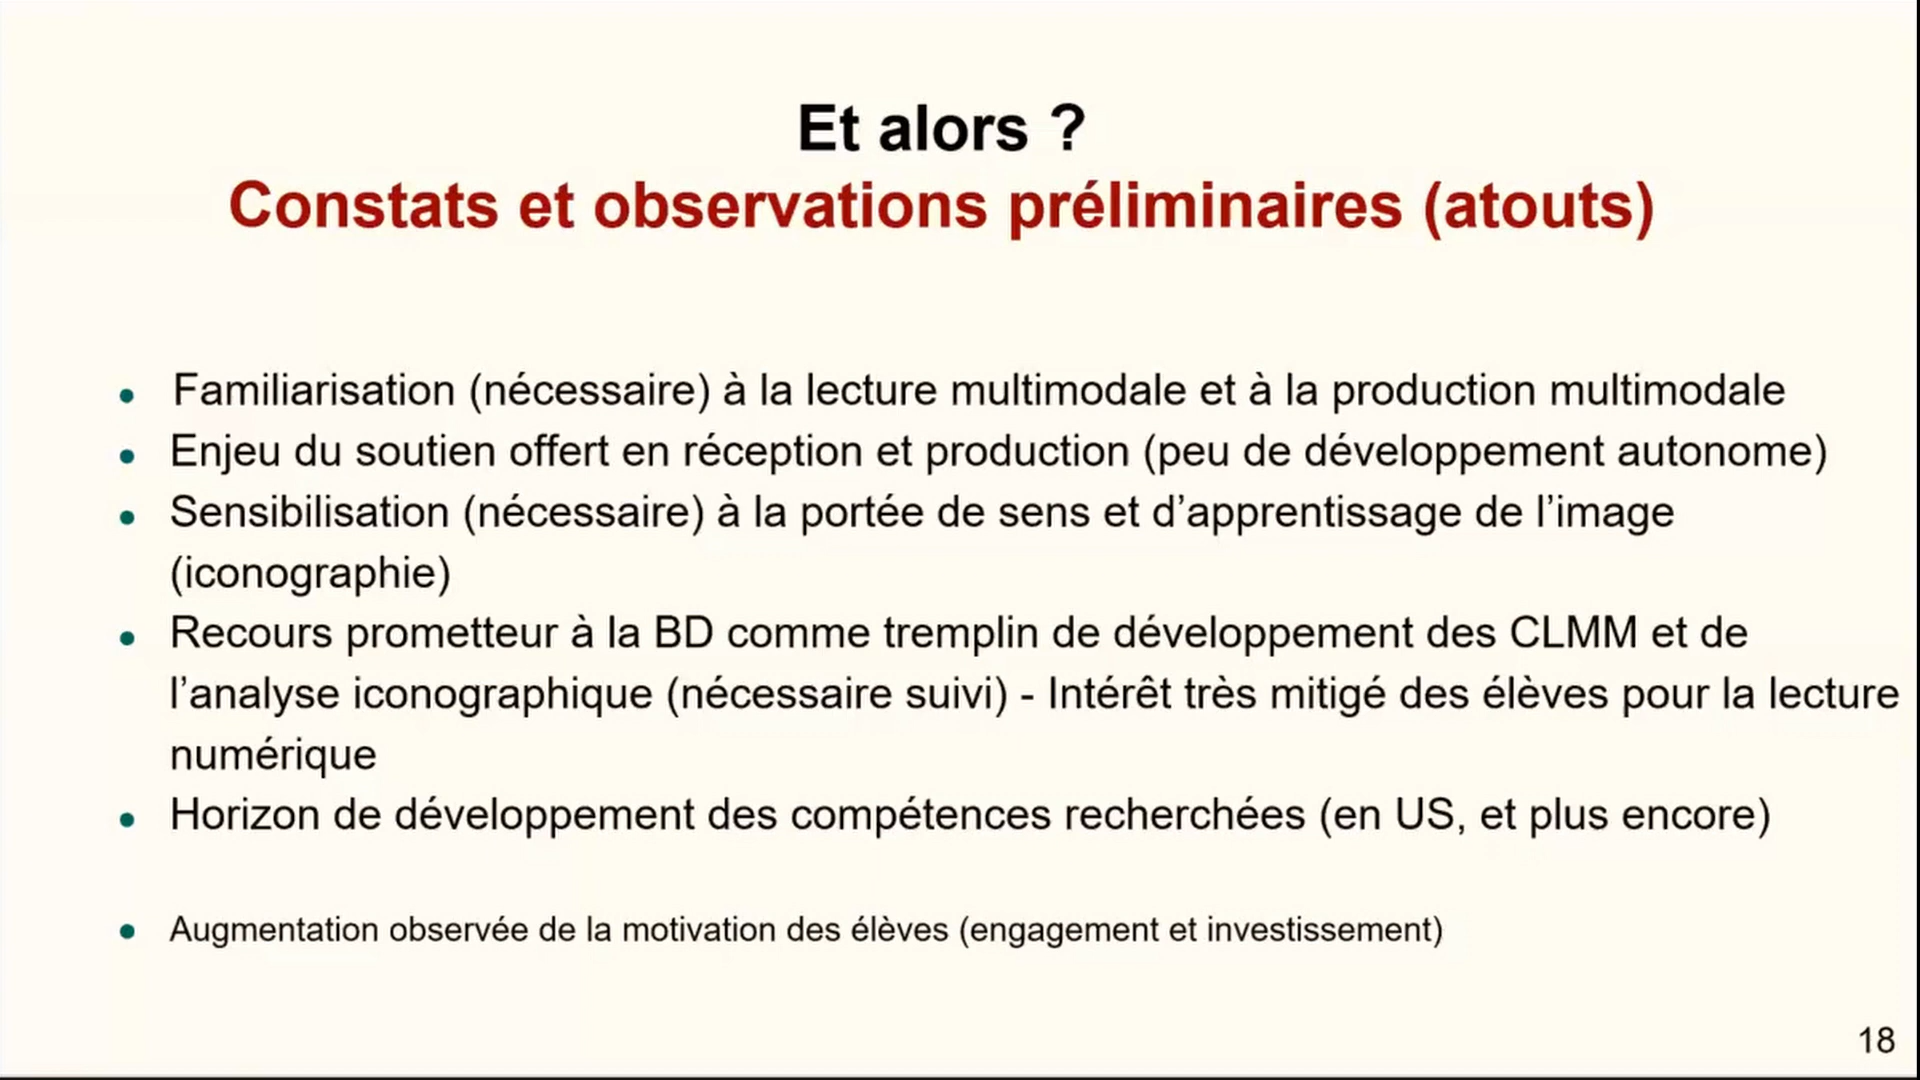 Et alors ?
Constats et observations préliminaires (atouts)
• Familiarisation (nécessaire) à la lecture multimodale et à la production multimodale
• Enjeu du soutien offert en réception et production (peu de développement autonome)
• Sensibilisation (nécessaire) à la portée de sens et d’apprentissage de l’image
(iconographie)
• Recours prometteur à la BD comme tremplin de développement des CLMM et de
l’analyse iconographique (nécessaire suivi) - Intérêt très mitigé des élèves pour la lecture
numérique
• Horizon de développement des compétences recherchées (en US, et plus encore)
• Augmentation observée de la motivation des élèves (engagement et investissement)
18